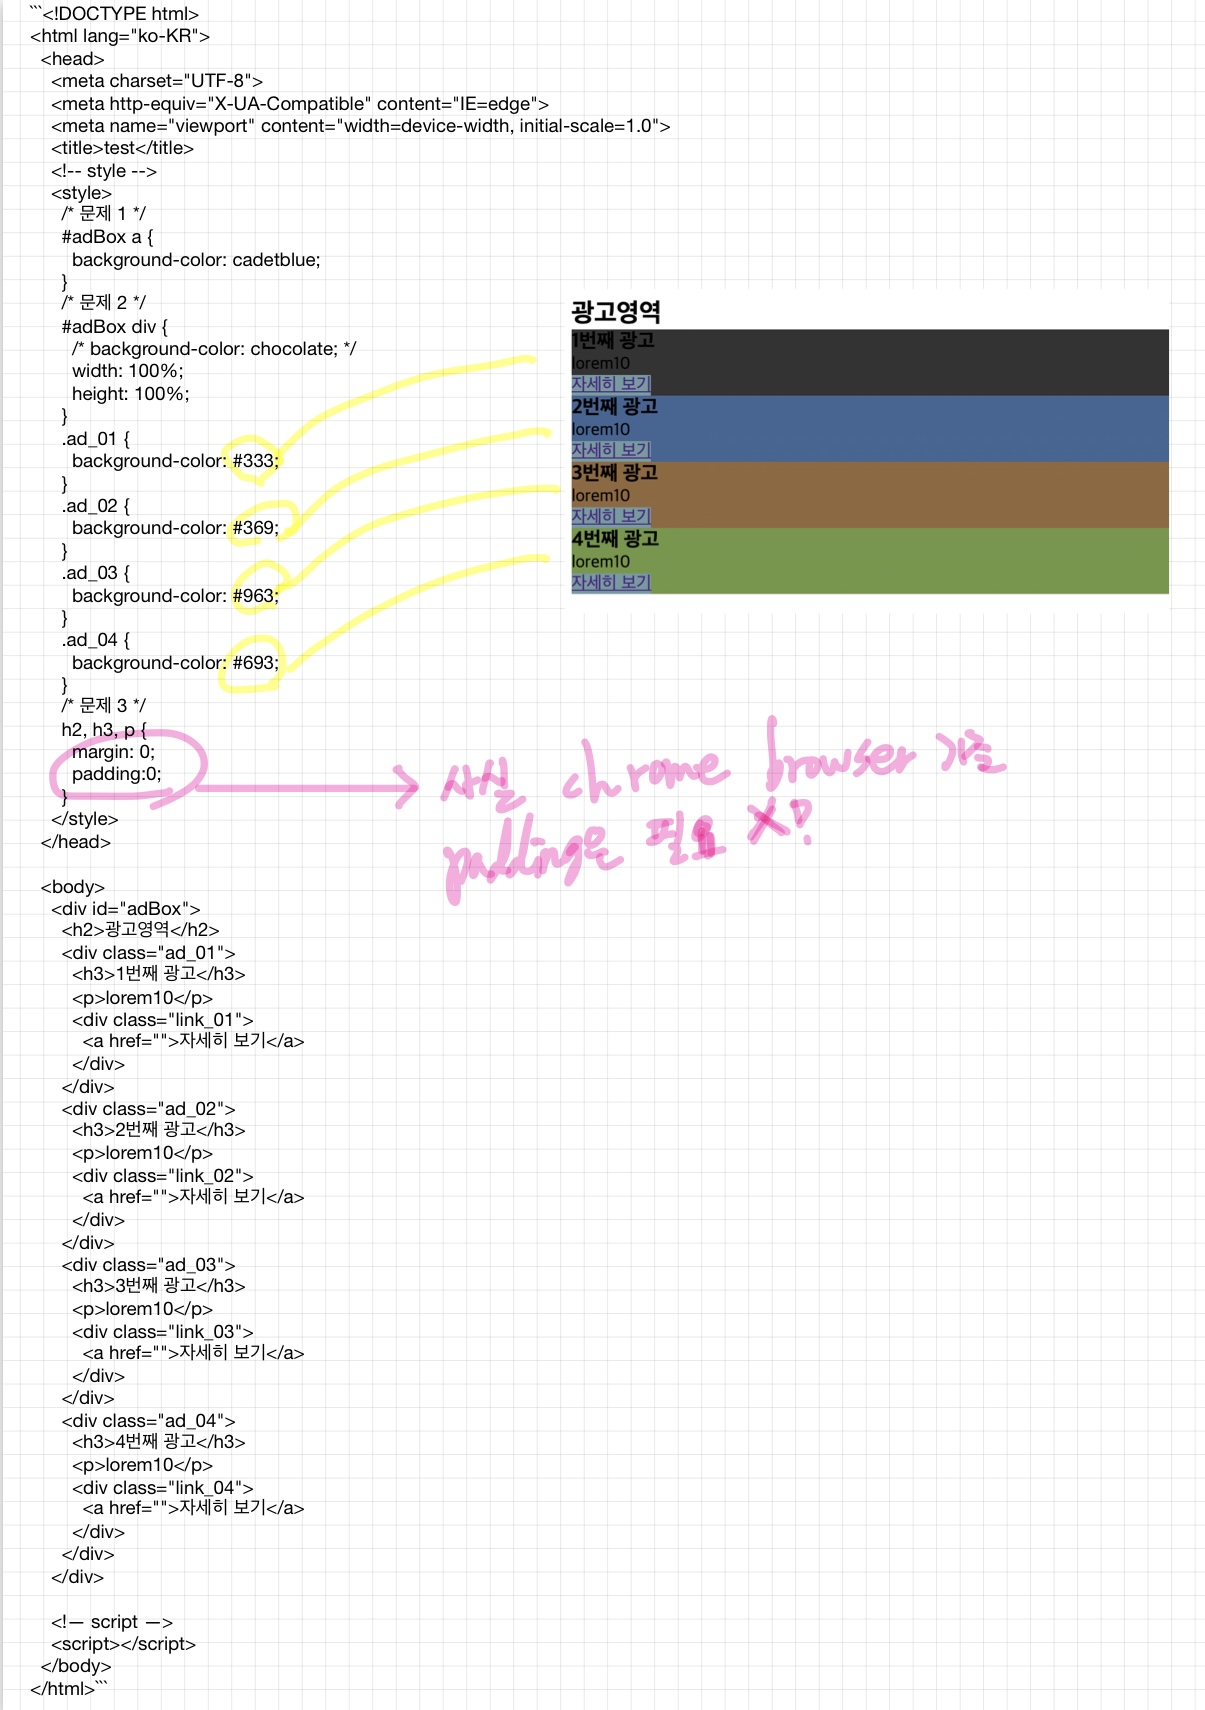 ```<!DOCTYPE html>
<html lang="ko-KR">
<head>
<meta charset="UTF-8">
<meta http-equiv="X-UA-Compatible" content="IE=edge">
<meta name="viewport" content="width=device-width, initial-scale=1.0">
<title>test</title>
<!-- style -->
<style>
/* 문제 1 */
#adBox a {
background-color: cadetblue;
}
/* 문제 2 */
#adBox div {
/* background-color: chocolate; */
width: 100%;
height: 100%;
}
.ad_01 {
background-color: #333;
}
.ad_02 {
background-color: #369;
}
.ad_03 {
background-color: #963;
}
.ad_04 {
background-color: #693;
}
/* 문제 3 */
h2, h3, p {
margin: 0;
padding:0;
}
</style>
</head>
광고영역
1번째 광고
lorem10
자세히 보기
2번째 광고
lorem10
자세히 보기
3번째 광고
lorem10
자세히 보기
4번째 광고
lorem10
자세히 보기
사실 chrome browser 기준
padding은 필요 X?
<body>
<div id="adBox">
<h2>광고영역</h2>
<div class="ad_01">
<h3>1번째 광고</h3>
<p>lorem10</p>
<div class="link_01">
<a href="">자세히 보기</a>
</div>
</div>
<div class="ad_02">
<h3>2번째 광고</h3>
<p>lorem10</p>
<div class="link_02">
<a href="">자세히 보기</a>
</div>
</div>
<div class="ad_03">
<h3>3번째 광고</h3>
<p>lorem10</p>
<div class="link_03">
<a href="">자세히 보기</a>
</div>
</div>
<div class="ad_04">
<h3>4번째 광고</h3>
<p>lorem10</p>
<div class="link_04">
<a href="">자세히 보기</a>
</div>
</div>
</div>
<!— script —>
<script></script>
</body>
</html>```